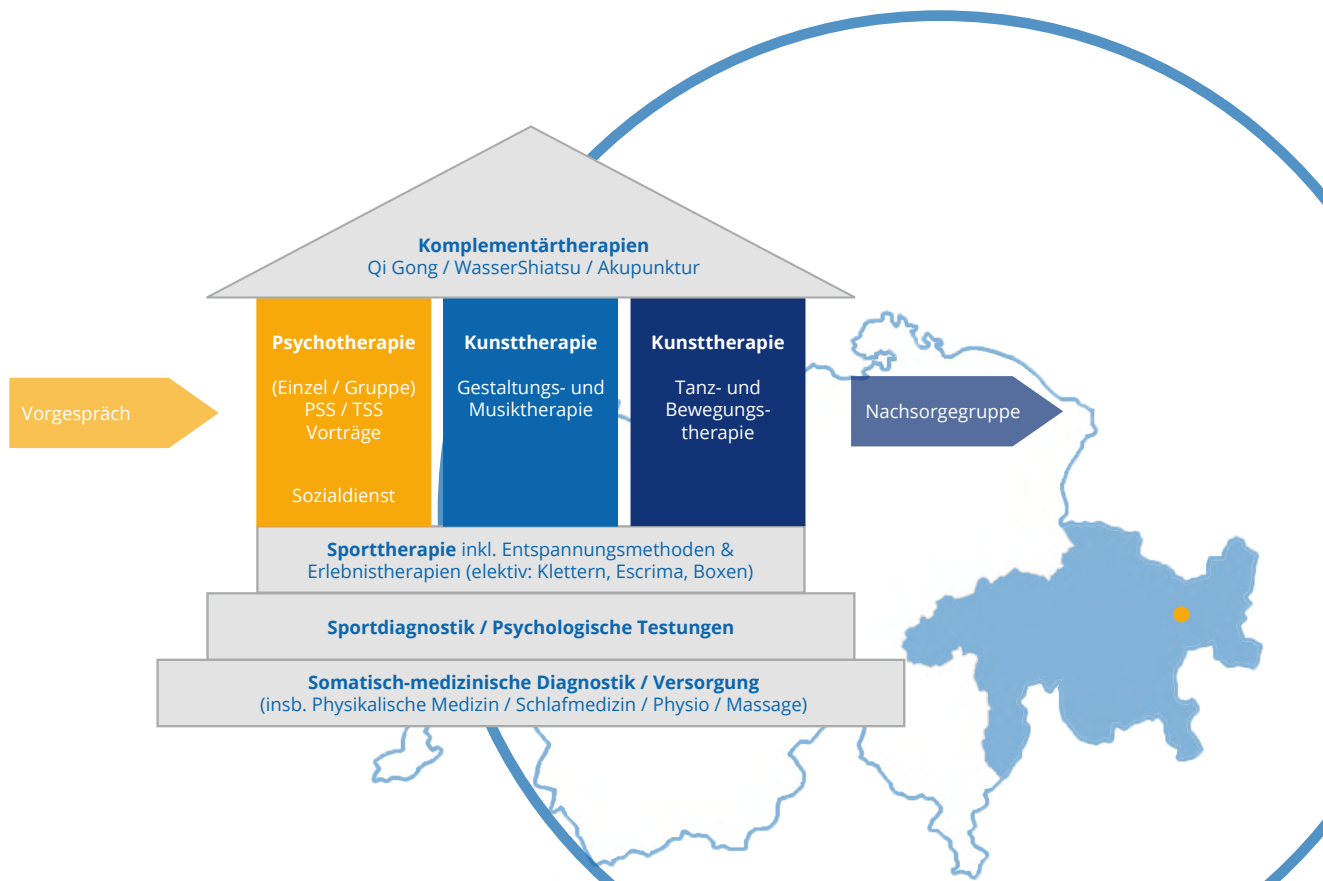 Komplementärtherapien
Qi Gong / WasserShiatsu / Akupunktur
Vorgespräch
Psychotherapie
(Einzel / Gruppe)
PSS / TSS
Vorträge
Sozialdienst
Kunsttherapie
Gestaltungs- und
Musiktherapie
Kunsttherapie
Tanz- und
Bewegungs-
therapie
Nachsorgegruppe
Sporttherapie inkl. Entspannungsmethoden &
Erlebnistherapien (elektiv: Klettern, Escrima, Boxen)
Sportdiagnostik / Psychologische Testungen
Somatisch-medizinische Diagnostik / Versorgung
(insb. Physikalische Medizin / Schlafmedizin / Physio / Massage)